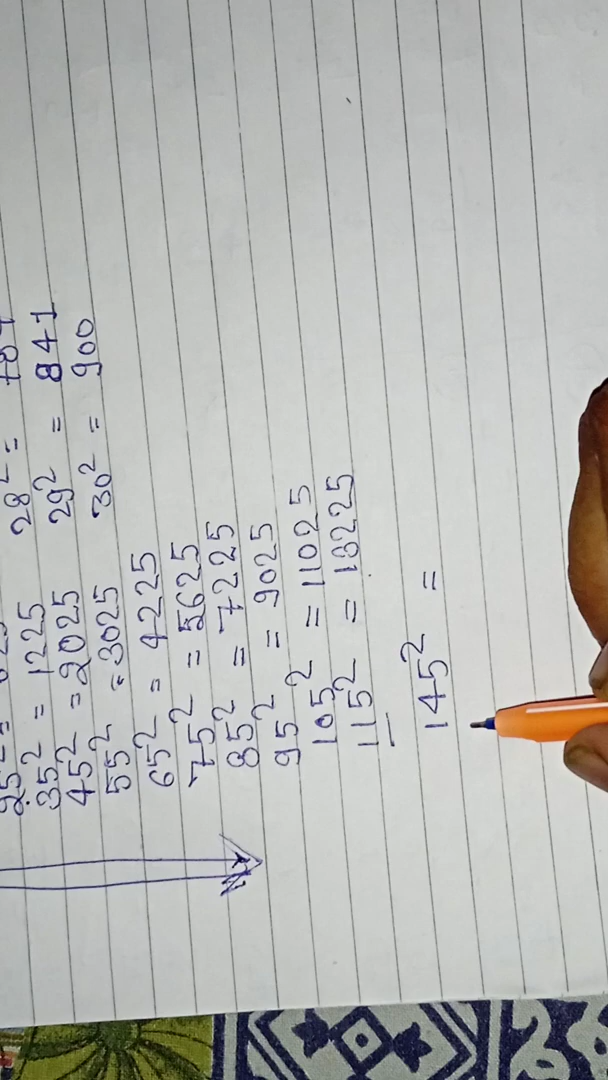 35² = 1225
45² = 2025
55² = 3025
65² = 4225
75² = 5625
85² = 7225
95² = 9025
105² = 11025
115² = 13225
145² =
28² =
29² = 841
30² = 900